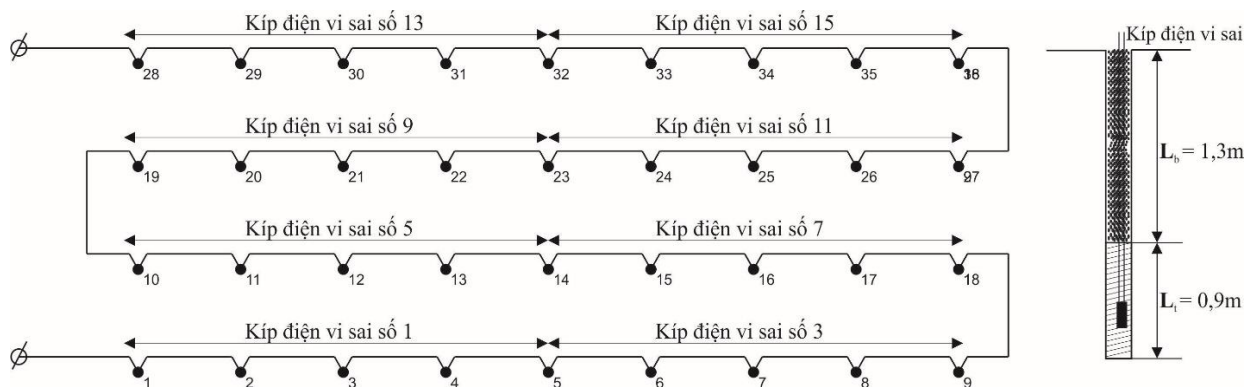 Kíp điện vi sai số 13 Kíp điện vi sai số 15
28 29 30 31 32 33 34 35 36
Kíp điện vi sai số 9 Kíp điện vi sai số 11
19 20 21 22 23 24 25 26 27
Kíp điện vi sai số 5 Kíp điện vi sai số 7
10 11 12 13 14 15 16 17 18
Kíp điện vi sai số 1 Kíp điện vi sai số 3
1 2 3 4 5 6 7 8 9
Kíp điện vi sai
Lb = 1,3m
Lt = 0,9m